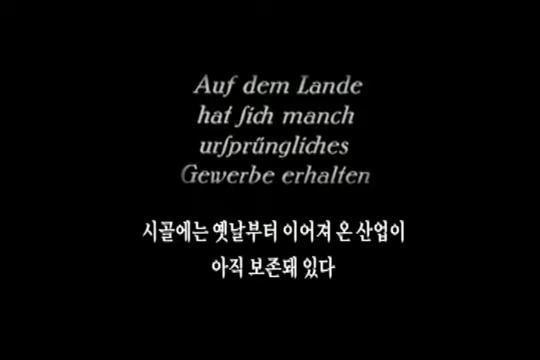 Auf dem Lande
hat ſich manch
urſprüngliches
Gewerbe erhalten
시골에는 옛날부터 이어져 온 산업이
아직 보존돼 있다